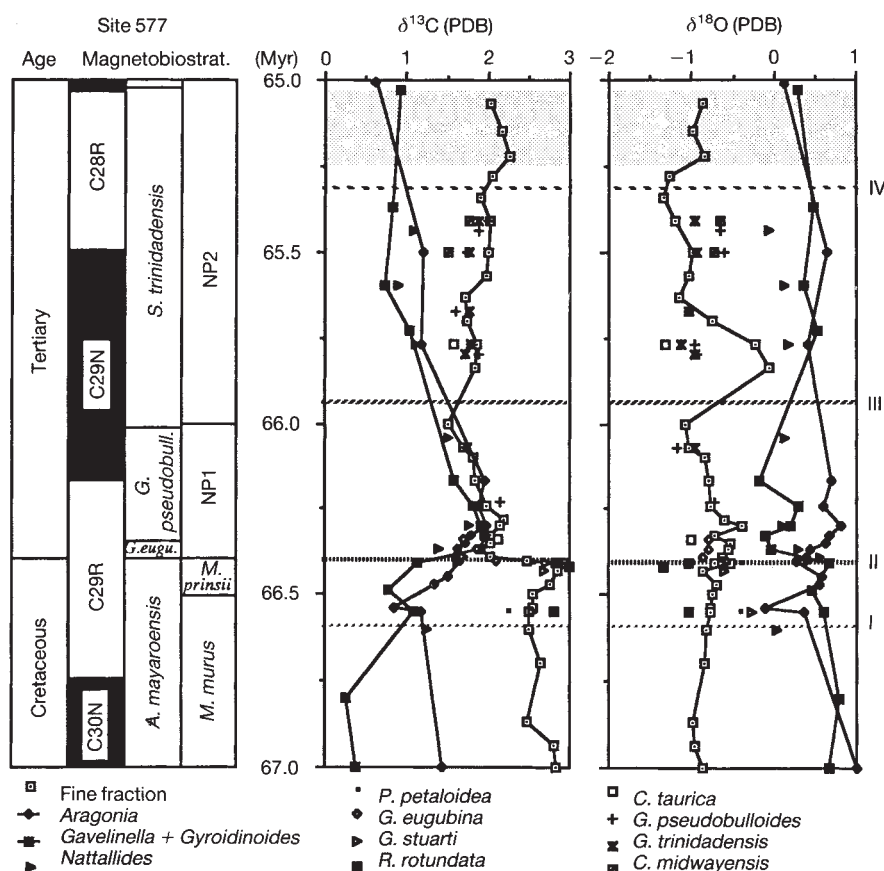 Site 577
δ13C (PDB)
δ18O (PDB)
Age
Magnetobiostrat.
(Myr)
0
1
2
3
−2
−1
0
1
65.0
65.5
66.0
66.5
67.0
Tertiary
Cretaceous
C28R
C29N
C29R
C30N
S. trinidadensis
G. pseudobull.
G.eugu.
A. mayaroensis
NP2
NP1
M. prinsii
M. murus
IV
III
II
I
Fine fraction
Aragonia
Gavelinella + Gyroidinoides
Nattallides
P. petaloidea
G. eugubina
G. stuarti
R. rotundata
C. taurica
G. pseudobulloides
G. trinidadensis
C. midwayensis